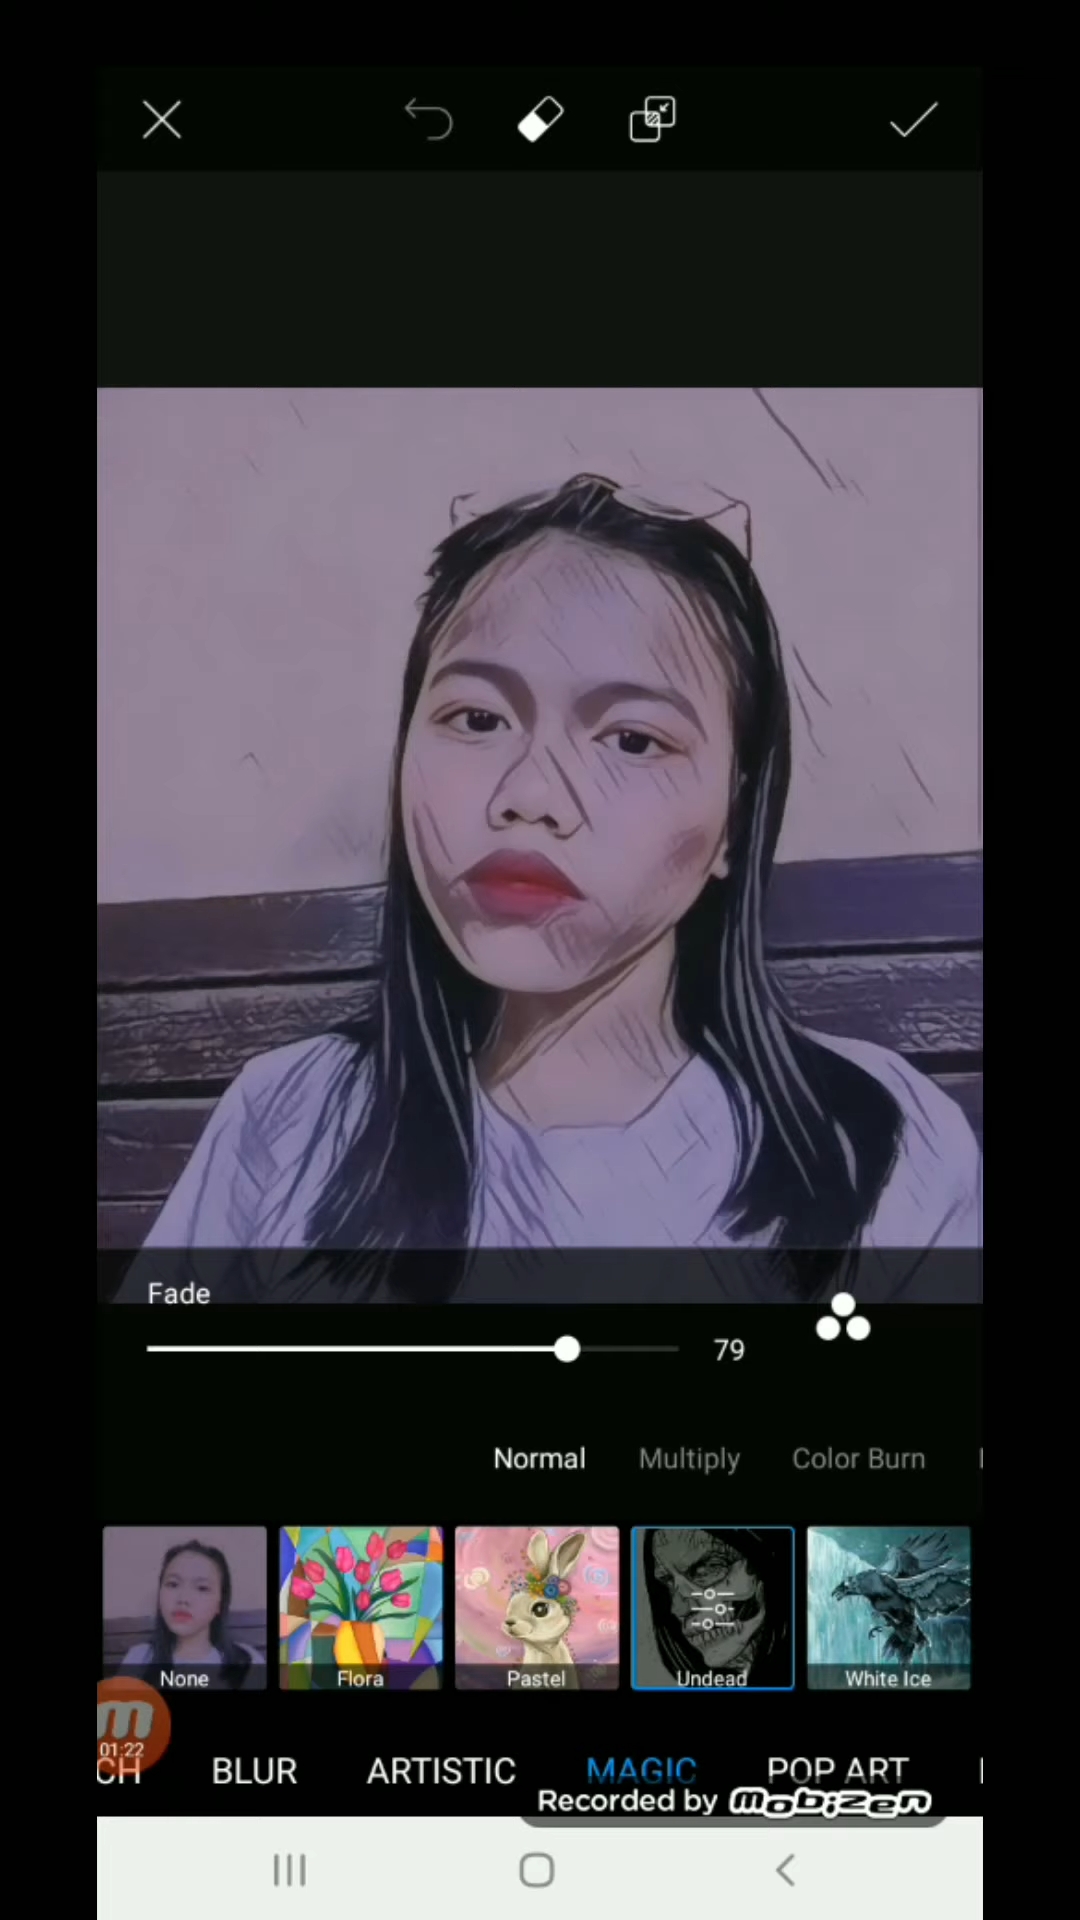 Fade
79
Normal Multiply Color Burn
None Flora Pastel Undead White Ice
01:22
CH BLUR ARTISTIC MAGIC POP ART
Recorded by Mobizen